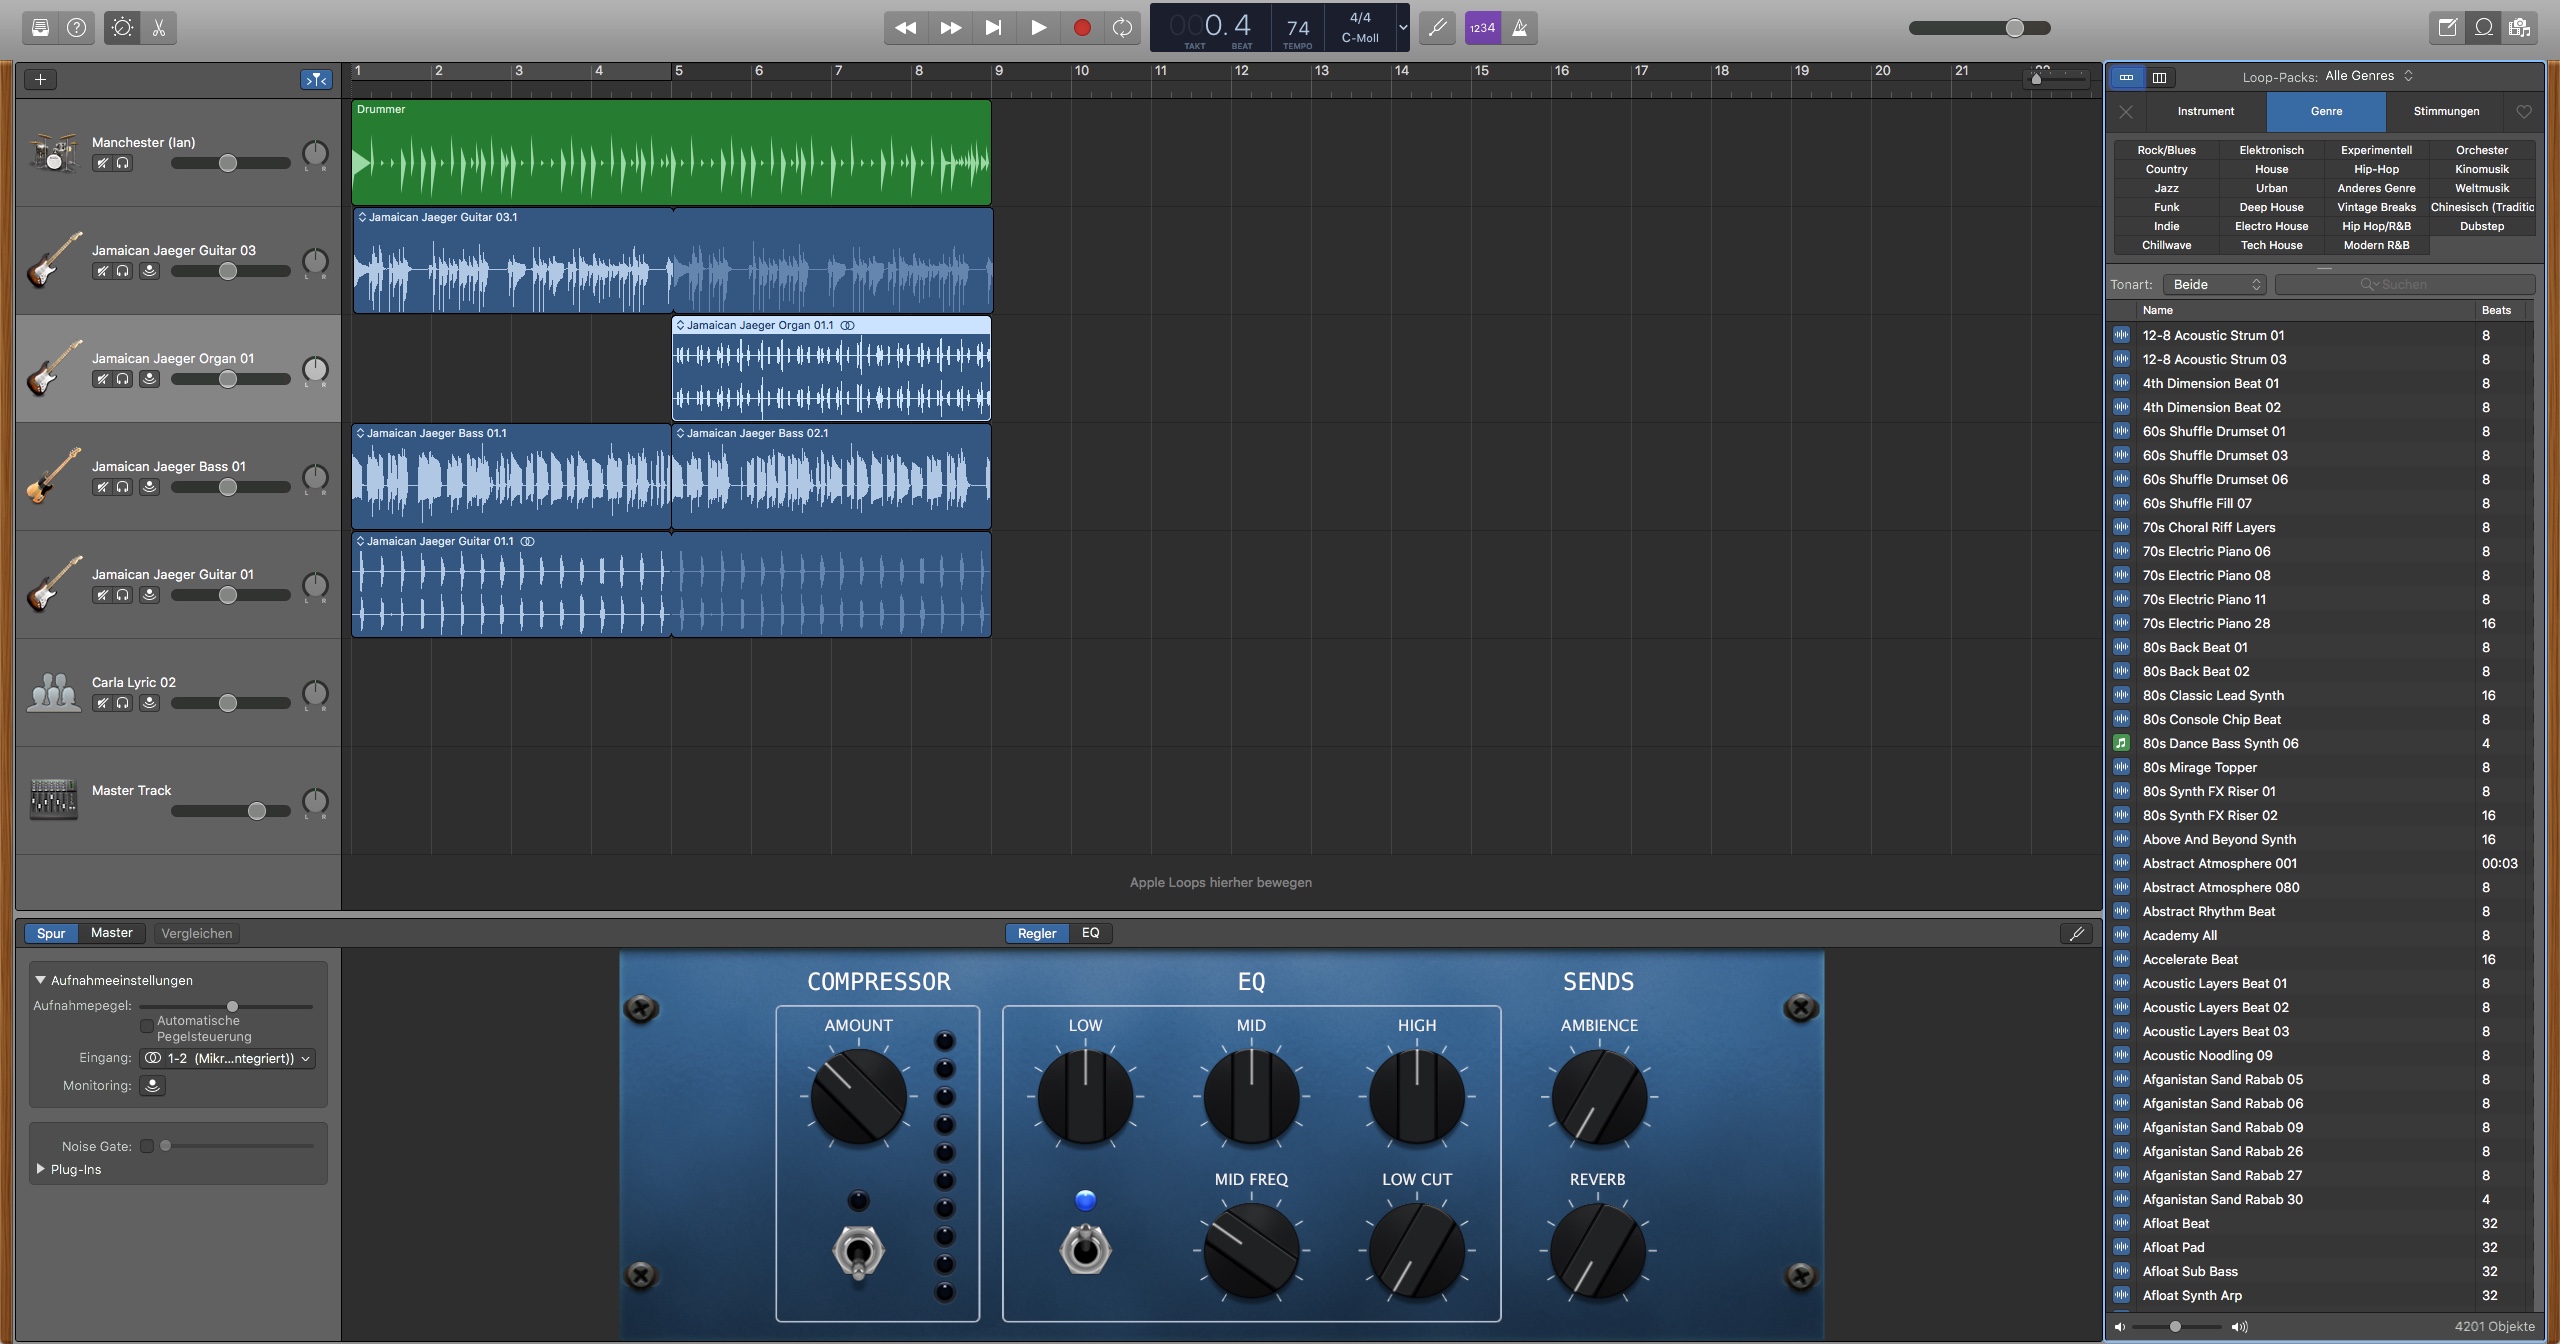 000.4
74
4/4
C-Moll
TAKT
BEAT
TEMPO
1234
1 2 3 4 5 6 7 8 9 10 11 12 13 14 15 16 17 18 19 20 21 22
Manchester (Ian)
L R
Jamaican Jaeger Guitar 03
L R
Jamaican Jaeger Organ 01
L R
Jamaican Jaeger Bass 01
L R
Jamaican Jaeger Guitar 01
L R
Carla Lyric 02
L R
Master Track
L R
Drummer
Jamaican Jaeger Guitar 03.1
Jamaican Jaeger Organ 01.1
Jamaican Jaeger Bass 01.1
Jamaican Jaeger Bass 02.1
Jamaican Jaeger Guitar 01.1
Apple Loops hierher bewegen
Spur Master Vergleichen
Regler EQ
Aufnahmeeinstellungen
Aufnahmepegel:
Automatische
Pegelsteuerung
Eingang: 1-2 (Mikr...ntegriert))
Monitoring:
Noise Gate:
Plug-Ins
COMPRESSOR
EQ
SENDS
AMOUNT
LOW
MID
HIGH
AMBIENCE
MID FREQ
LOW CUT
REVERB
Loop-Packs: Alle Genres
Instrument Genre Stimmungen
Rock/Blues Elektronisch Experimentell Orchester
Country House Hip-Hop Kinomusik
Jazz Urban Anderes Genre Weltmusik
Funk Deep House Vintage Breaks Chinesisch (Traditio
Indie Electro House Hip Hop/R&B Dubstep
Chillwave Tech House Modern R&B
Tonart: Beide Suchen
Name Beats
12-8 Acoustic Strum 01 8
12-8 Acoustic Strum 03 8
4th Dimension Beat 01 8
4th Dimension Beat 02 8
60s Shuffle Drumset 01 8
60s Shuffle Drumset 03 8
60s Shuffle Drumset 06 8
60s Shuffle Fill 07 8
70s Choral Riff Layers 8
70s Electric Piano 06 8
70s Electric Piano 08 8
70s Electric Piano 11 8
70s Electric Piano 28 16
80s Back Beat 01 8
80s Back Beat 02 8
80s Classic Lead Synth 16
80s Console Chip Beat 8
80s Dance Bass Synth 06 4
80s Mirage Topper 8
80s Synth FX Riser 01 8
80s Synth FX Riser 02 16
Above And Beyond Synth 16
Abstract Atmosphere 001 00:03
Abstract Atmosphere 080 8
Abstract Rhythm Beat 8
Academy All 8
Accelerate Beat 16
Acoustic Layers Beat 01 8
Acoustic Layers Beat 02 8
Acoustic Layers Beat 03 8
Acoustic Noodling 09 8
Afganistan Sand Rabab 05 8
Afganistan Sand Rabab 06 8
Afganistan Sand Rabab 09 8
Afganistan Sand Rabab 26 8
Afganistan Sand Rabab 27 8
Afganistan Sand Rabab 30 4
Afloat Beat 32
Afloat Pad 32
Afloat Sub Bass 32
Afloat Synth Arp 32
4201 Objekte